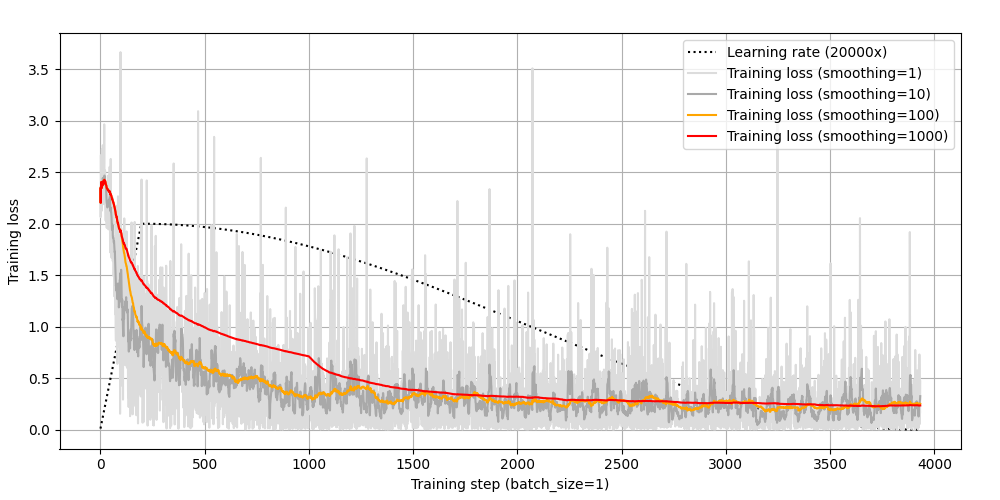 Learning rate (20000x)
Training loss (smoothing=1)
Training loss (smoothing=10)
Training loss (smoothing=100)
Training loss (smoothing=1000)
Training loss
3.5
3.0
2.5
2.0
1.5
1.0
0.5
0.0
0 500 1000 1500 2000 2500 3000 3500 4000
Training step (batch_size=1)